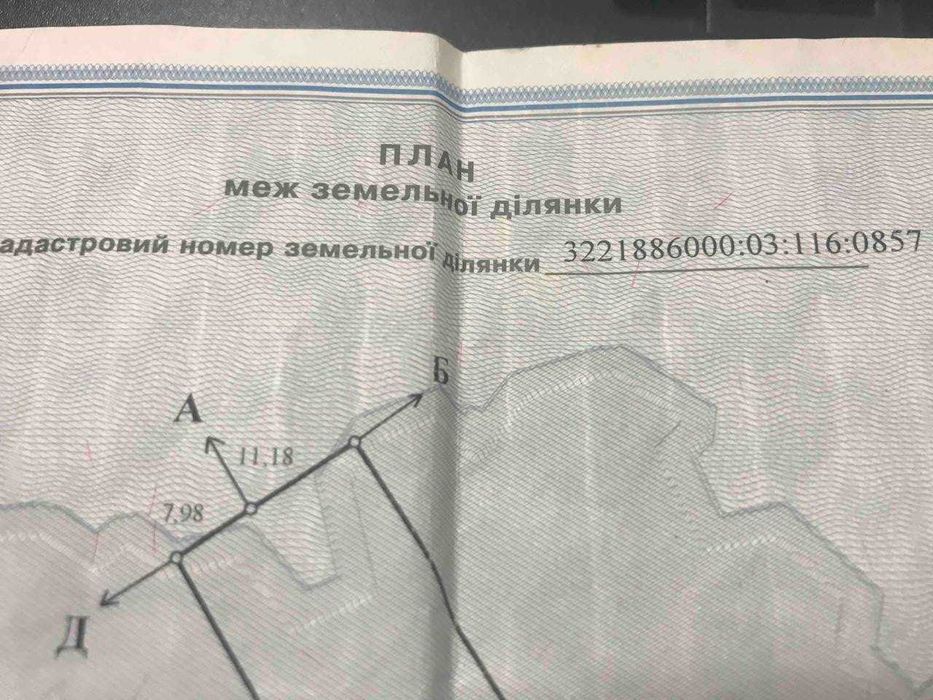 ПЛАН
меж земельної ділянки
адастровий номер земельної ділянки 3221886000:03:116:0857
Б
А
11,18
7,98
Д